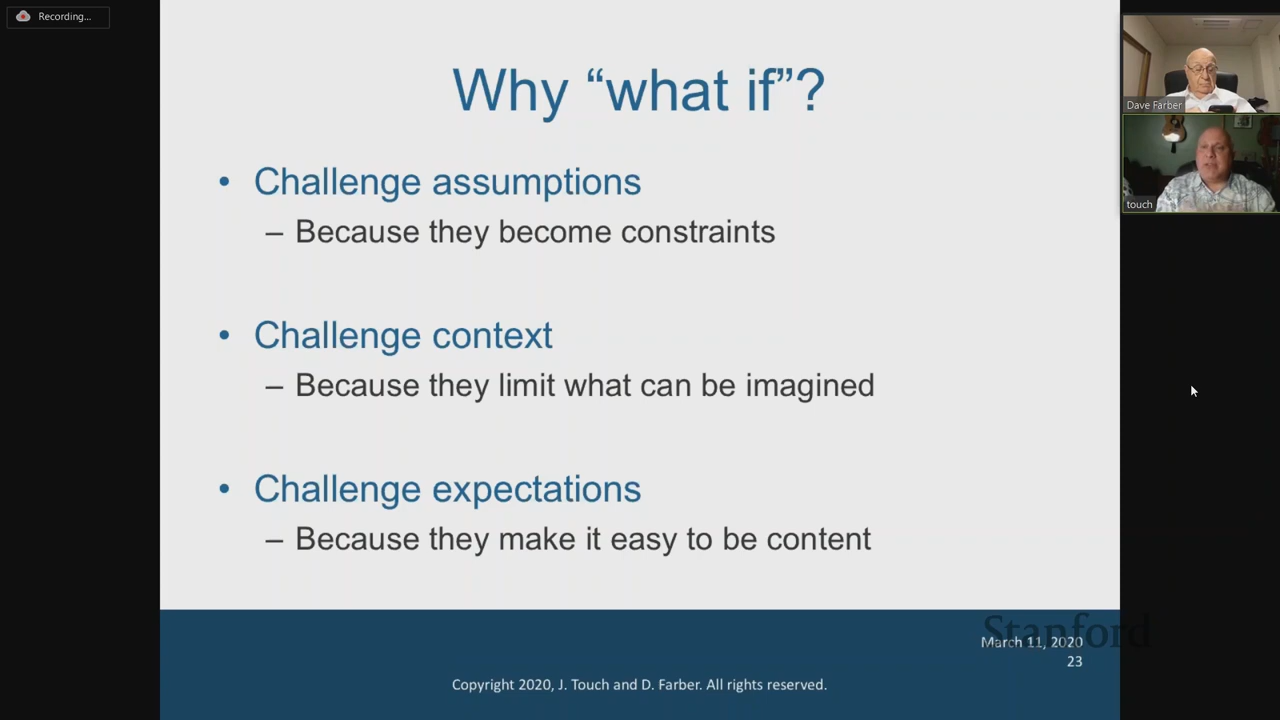 Recording...
Why “what if”?
• Challenge assumptions
– Because they become constraints
• Challenge context
– Because they limit what can be imagined
• Challenge expectations
– Because they make it easy to be content
Dave Farber
touch
Stanford
March 11, 2020
23
Copyright 2020, J. Touch and D. Farber. All rights reserved.